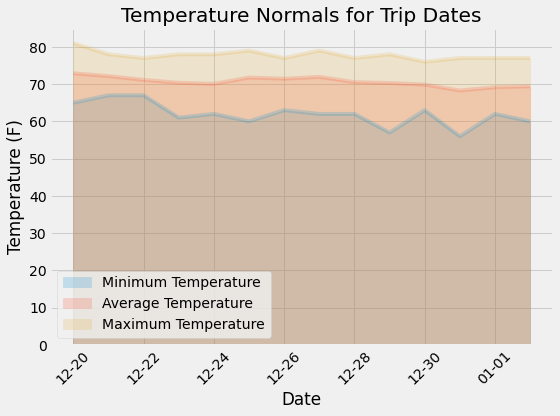 Temperature Normals for Trip Dates
Temperature (F)
80
70
60
50
40
30
20
10
0
Minimum Temperature
Average Temperature
Maximum Temperature
12-20
12-22
12-24
12-26
12-28
12-30
01-01
Date